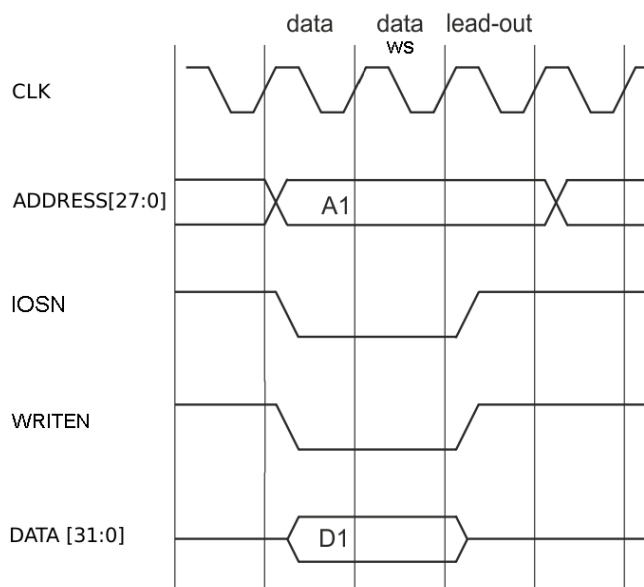 data data lead-out
ws
CLK
ADDRESS[27:0]
A1
IOSN
WRITEN
DATA [31:0]
D1